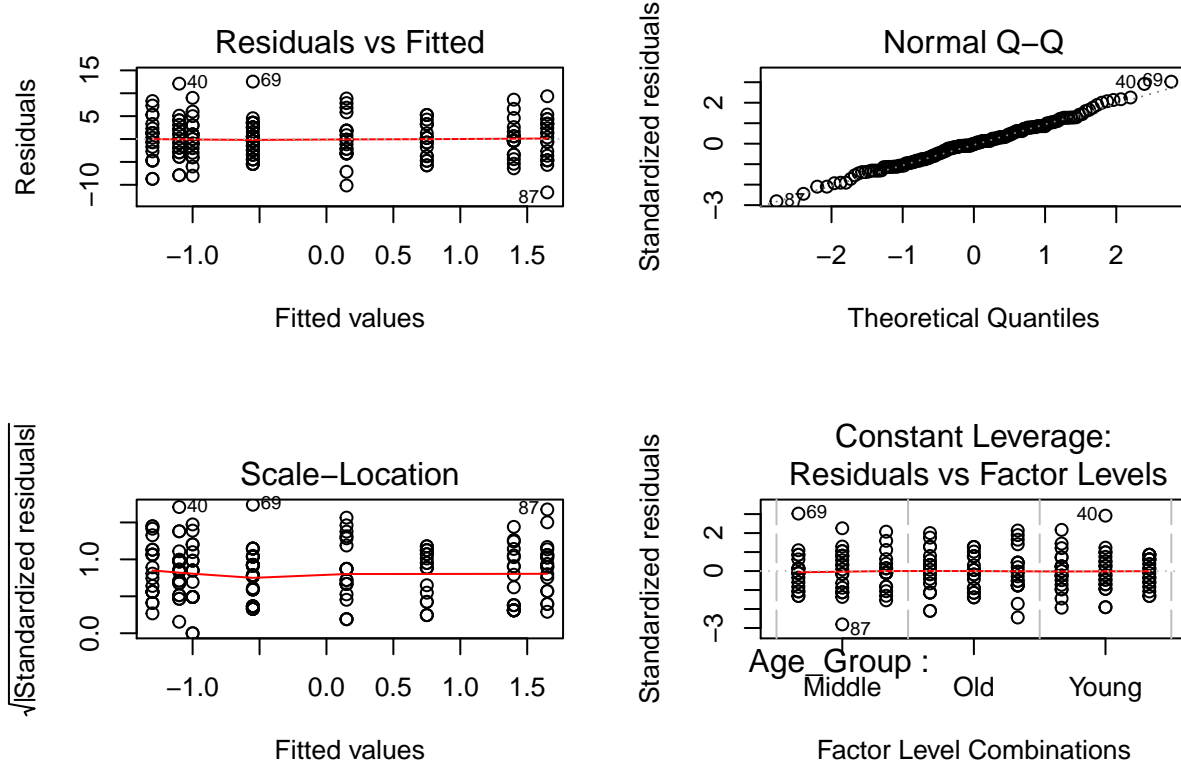 Residuals vs Fitted
Residuals
15
5
−10
40
69
87
−1.0
0.0
0.5
1.0
1.5
Fitted values
Normal Q−Q
Standardized residuals
2
0
−3
40
69
87
−2
−1
0
1
2
Theoretical Quantiles
Scale−Location
√|Standardized residuals|
1.0
0.0
40
69
87
−1.0
0.0
0.5
1.0
1.5
Fitted values
Constant Leverage:
Residuals vs Factor Levels
Standardized residuals
2
0
−3
69
40
87
Age_Group :
Middle
Old
Young
Factor Level Combinations